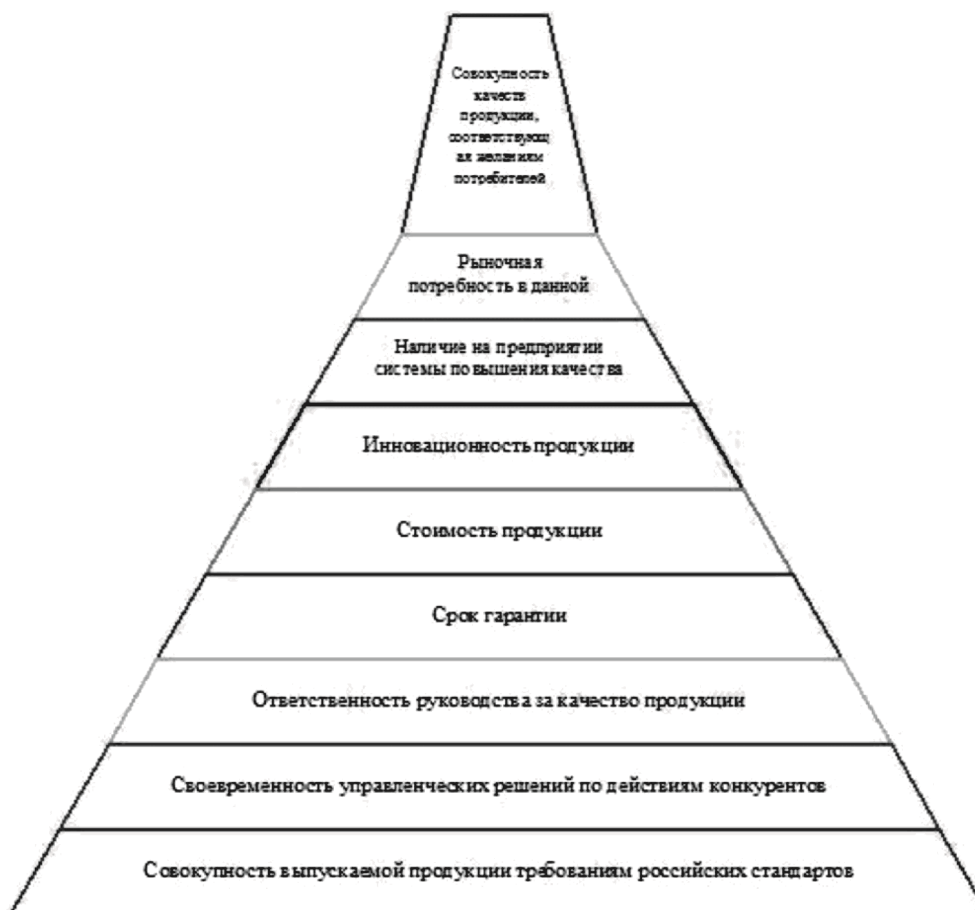 Совокупность
качеств
продукции,
соответствующ
ая желаниям
потребителей
Рыночная
потребность в данной
Наличие на предприятии
системы повышения качества
Инновационность продукции
Стоимость продукции
Срок гарантии
Ответственность руководства за качество продукции
Своевременность управленческих решений по действиям конкурентов
Совокупность выпускаемой продукции требованиям российских стандартов